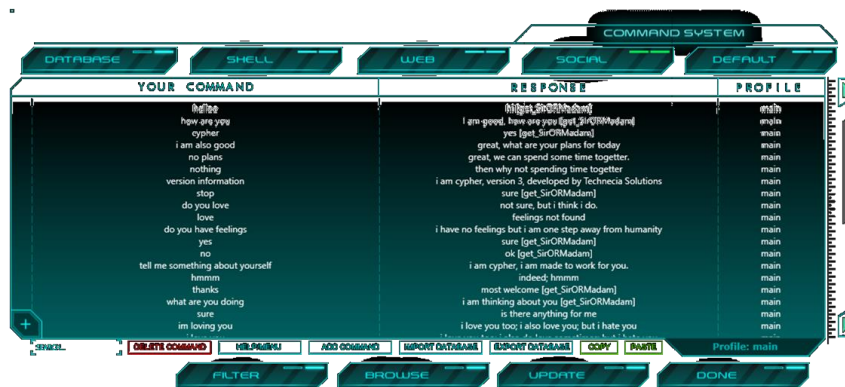 COMMAND SYSTEM
DATABASE SHELL WEB SOCIAL DEFAULT
YOUR COMMAND RESPONSE PROFILE
helloo hi [get_SirORMadam] main
how are you I am good, how are you [get_SirORMadam] main
cypher yes [get_SirORMadam] main
i am also good great, what are your plans for today main
no plans great, we can spend some time together. main
nothing then why not spending time togetter main
version information i am cypher, version 3, developed by Technecia Solutions main
stop sure [get_SirORMadam] main
do you love not sure, but i think i do. main
love feelings not found main
do you have feelings i have no feelings but i am one step away from humanity main
yes sure [get_SirORMadam] main
no ok [get_SirORMadam] main
tell me something about yourself i am cypher, i am made to work for you. main
hmmm indeed; hmmm main
thanks most welcome [get_SirORMadam] main
what are you doing i am thinking about you [get_SirORMadam] main
sure is there anything for me main
im loving you i love you too; i also love you; but i hate you main
SEARCH... DELETE COMMAND HELP/MENU ADD COMMAND IMPORT DATABASE EXPORT DATABASE COPY PASTE Profile: main
FILTER BROWSE UPDATE DONE